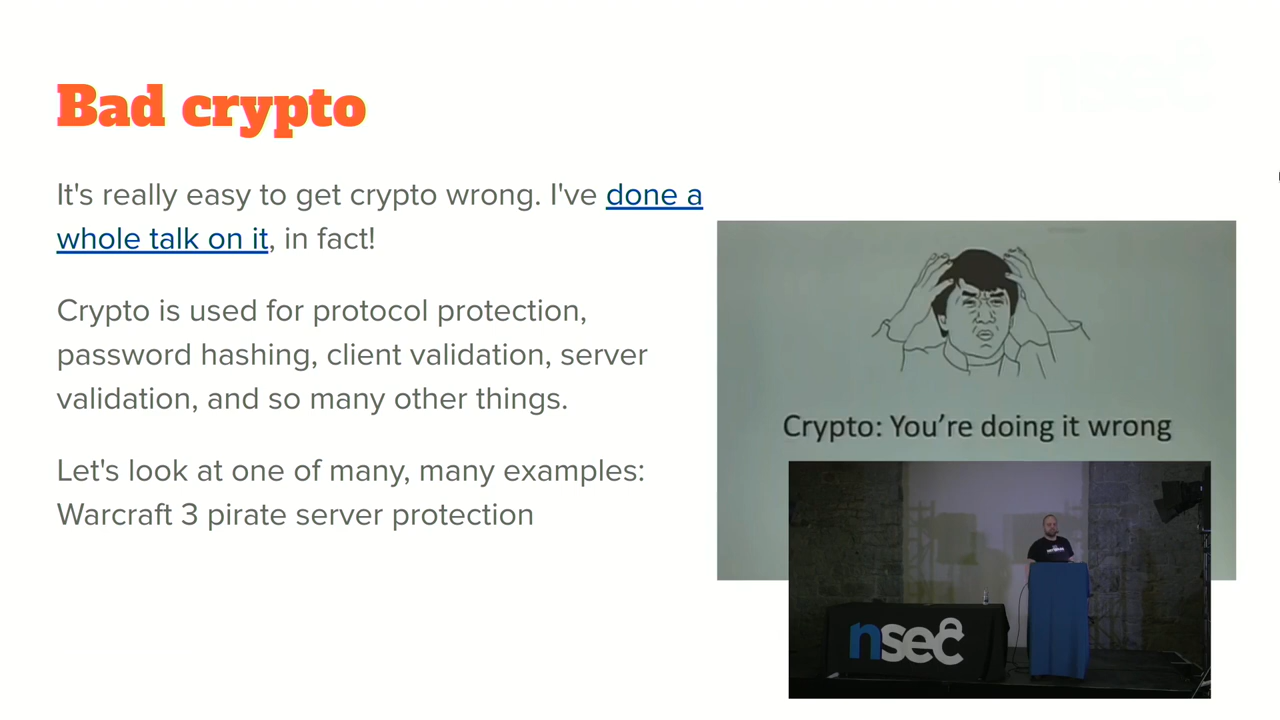 Bad crypto
It's really easy to get crypto wrong. I've done a
whole talk on it, in fact!
Crypto is used for protocol protection,
password hashing, client validation, server
validation, and so many other things.
Let's look at one of many, many examples:
Warcraft 3 pirate server protection
Crypto: You're doing it wrong
nsec